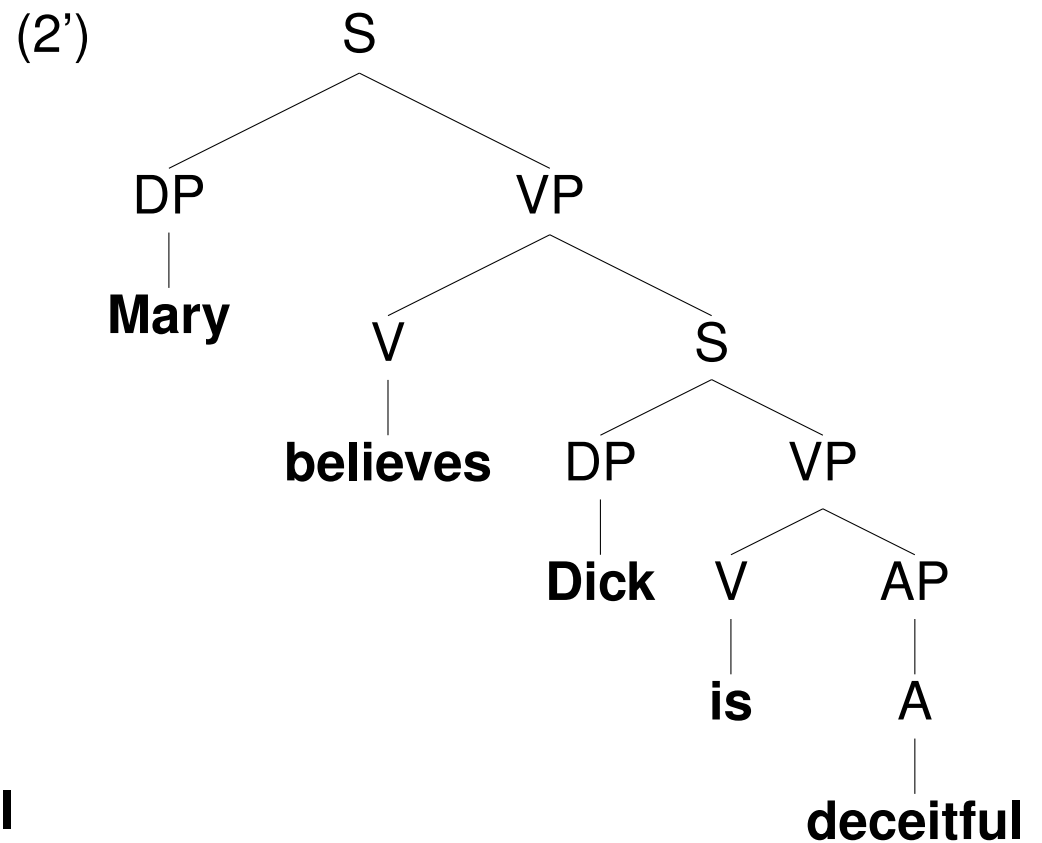 (2’) S
DP VP
Mary
V S
believes DP VP
Dick V AP
is A
l deceitful